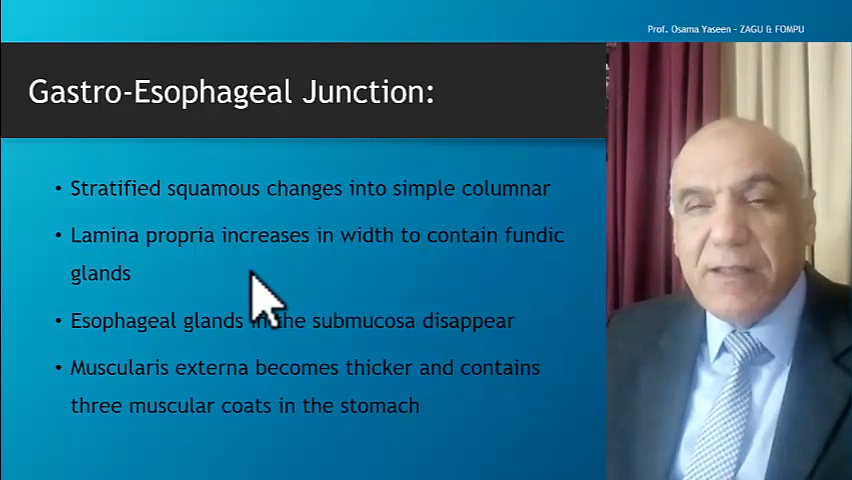 Prof. Osama Yaseen - ZAGU & FOMPU
Gastro-Esophageal Junction:
• Stratified squamous changes into simple columnar
• Lamina propria increases in width to contain fundic
glands
• Esophageal glands in the submucosa disappear
• Muscularis externa becomes thicker and contains
three muscular coats in the stomach